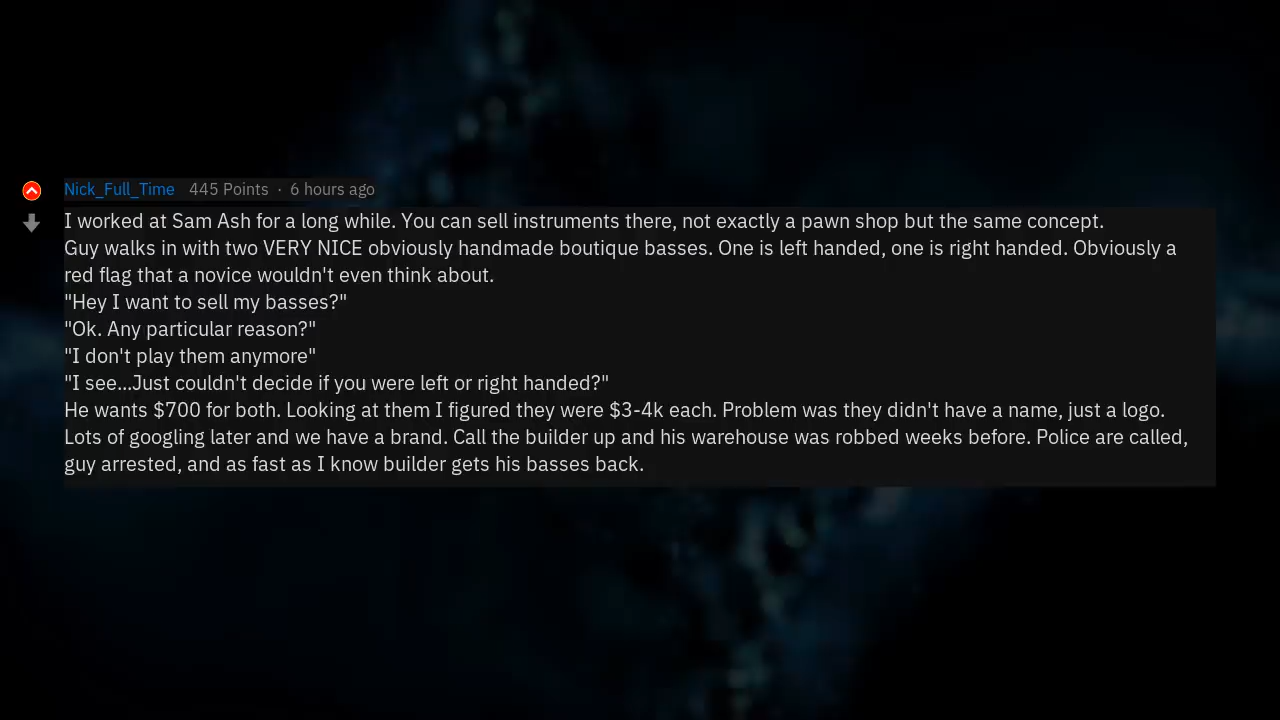 Nick_Full_Time 445 Points · 6 hours ago
I worked at Sam Ash for a long while. You can sell instruments there, not exactly a pawn shop but the same concept.
Guy walks in with two VERY NICE obviously handmade boutique basses. One is left handed, one is right handed. Obviously a
red flag that a novice wouldn't even think about.
"Hey I want to sell my basses?"
"Ok. Any particular reason?"
"I don't play them anymore"
"I see...Just couldn't decide if you were left or right handed?"
He wants $700 for both. Looking at them I figured they were $3-4k each. Problem was they didn't have a name, just a logo.
Lots of googling later and we have a brand. Call the builder up and his warehouse was robbed weeks before. Police are called,
guy arrested, and as fast as I know builder gets his basses back.